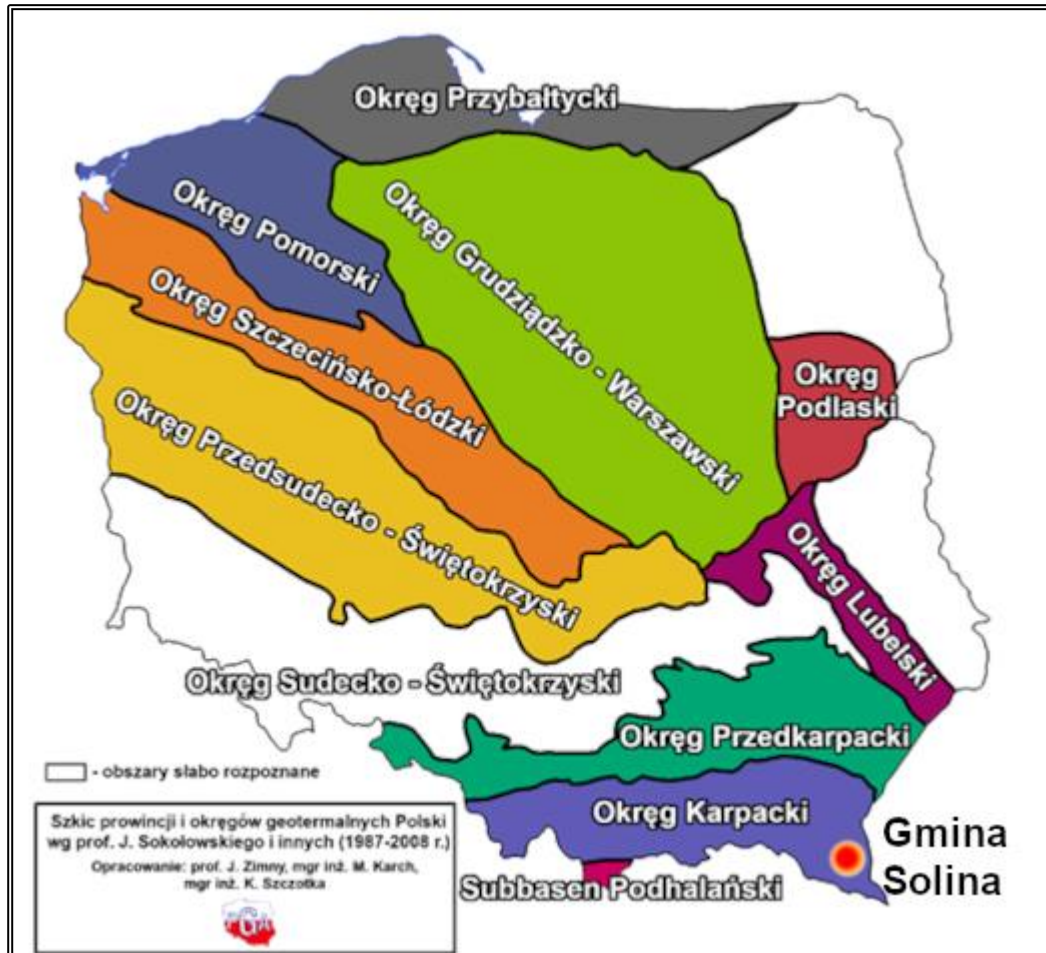 Okręg Przybałtycki
Okręg Pomorski
Okręg Grudziądzko - Warszawski
Okręg Szczecińsko-Łódzki
Okręg Podlaski
Okręg Przedsudecko - Świętokrzyski
Okręg Lubelski
Okręg Sudecko - Świętokrzyski
Okręg Przedkarpacki
- obszary słabo rozpoznane
Okręg Karpacki
Gmina
Solina
Subbasen Podhalański
Szkic prowincji i okręgów geotermalnych Polski
wg prof. J. Sokołowskiego i innych (1987-2008 r.)
Opracowanie: prof. J. Zimny, mgr inż. M. Karch,
mgr inż. K. Szczotka
PGA